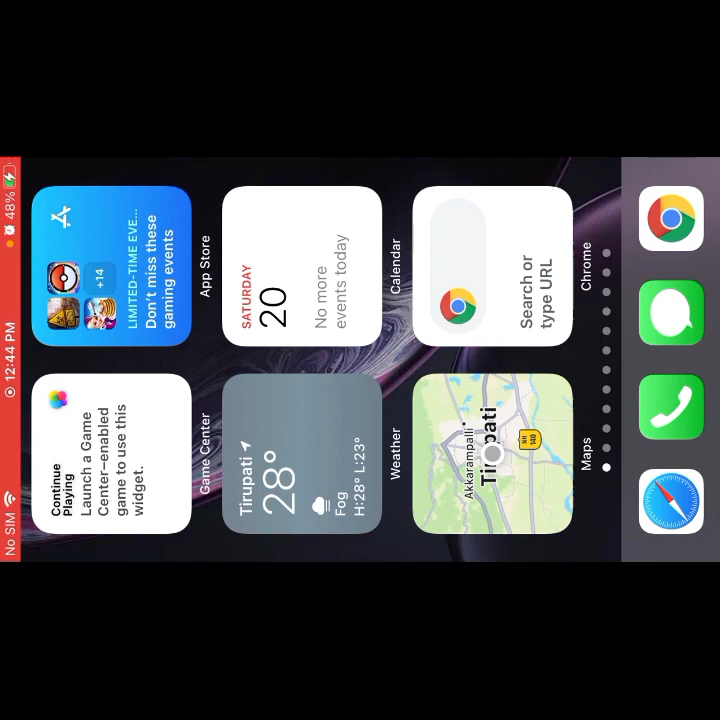 No SIM 12:44 PM 48%
Continue
Playing
Launch a Game
Center-enabled
game to use this
widget.
Game Center
+14
LIMITED-TIME EVE...
Don't miss these
gaming events
App Store
Tirupati
28°
Fog
H:28° L:23°
Weather
SATURDAY
20
No more
events today
Calendar
Akkarampalli
Tirupati
NH
140
Maps
Search or
type URL
Chrome